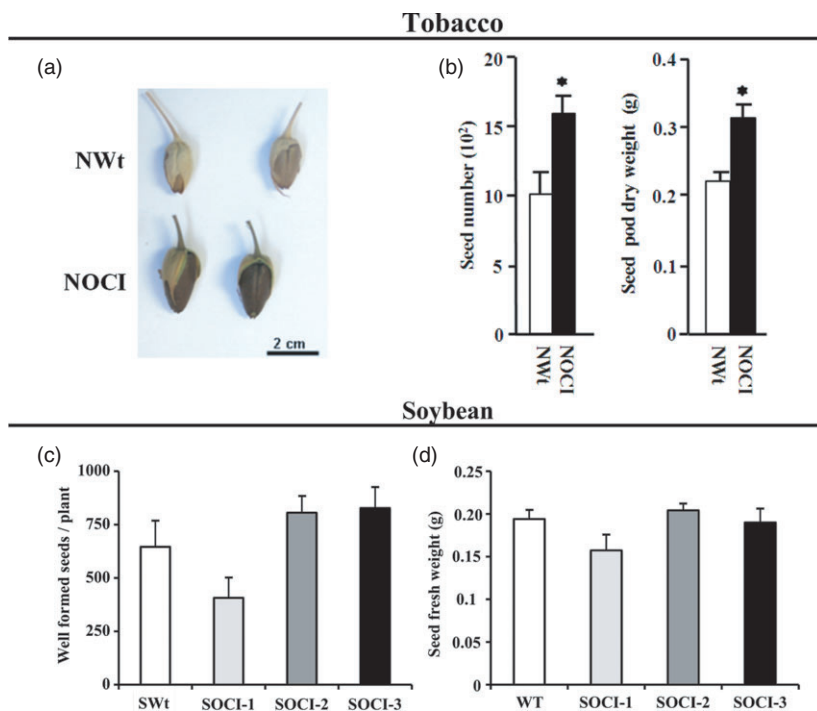 Tobacco
(a)
NWt
NOCI
2 cm
(b)
Seed number (10²)
20
15
10
5
0
NWt
NOCI
*
Seed pod dry weight (g)
0.4
0.3
0.2
0.1
0
NWt
NOCI
*
Soybean
(c)
Well formed seeds / plant
1000
750
500
250
0
SWt
SOCI-1
SOCI-2
SOCI-3
(d)
Seed fresh weight (g)
0.25
0.20
0.15
0.1
0.05
0
WT
SOCI-1
SOCI-2
SOCI-3